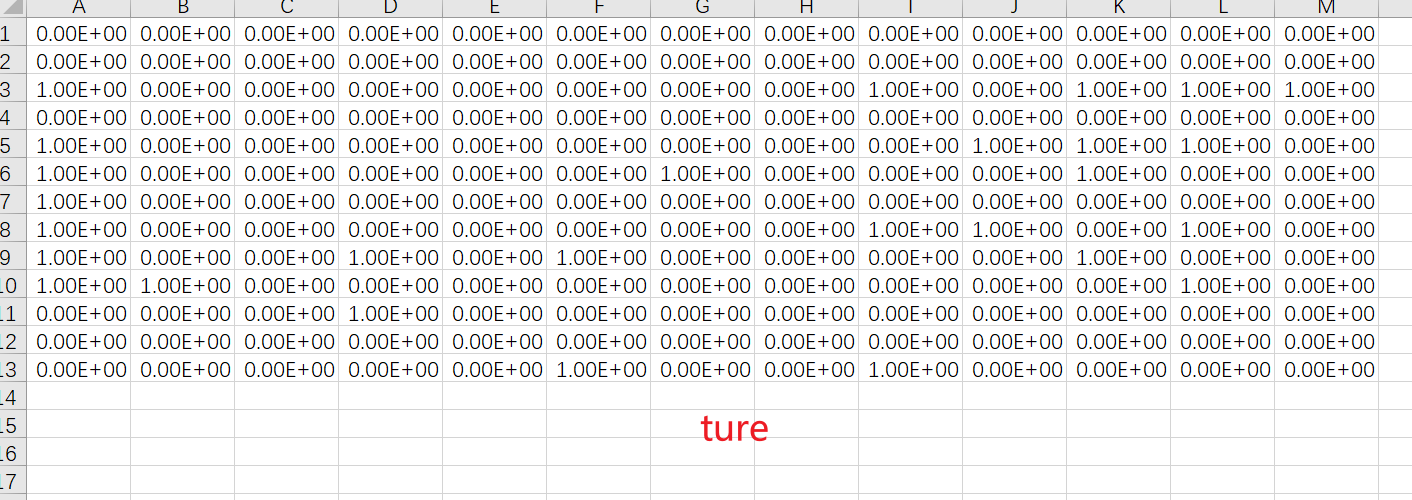 A B C D E F G H I J K L M
1 0.00E+00 0.00E+00 0.00E+00 0.00E+00 0.00E+00 0.00E+00 0.00E+00 0.00E+00 0.00E+00 0.00E+00 0.00E+00 0.00E+00 0.00E+00
2 0.00E+00 0.00E+00 0.00E+00 0.00E+00 0.00E+00 0.00E+00 0.00E+00 0.00E+00 0.00E+00 0.00E+00 0.00E+00 0.00E+00 0.00E+00
3 1.00E+00 0.00E+00 0.00E+00 0.00E+00 0.00E+00 0.00E+00 0.00E+00 0.00E+00 1.00E+00 0.00E+00 1.00E+00 1.00E+00 1.00E+00
4 0.00E+00 0.00E+00 0.00E+00 0.00E+00 0.00E+00 0.00E+00 0.00E+00 0.00E+00 0.00E+00 0.00E+00 0.00E+00 0.00E+00 0.00E+00
5 1.00E+00 0.00E+00 0.00E+00 0.00E+00 0.00E+00 0.00E+00 0.00E+00 0.00E+00 0.00E+00 1.00E+00 1.00E+00 1.00E+00 0.00E+00
6 1.00E+00 0.00E+00 0.00E+00 0.00E+00 0.00E+00 0.00E+00 1.00E+00 0.00E+00 0.00E+00 0.00E+00 1.00E+00 0.00E+00 0.00E+00
7 1.00E+00 0.00E+00 0.00E+00 0.00E+00 0.00E+00 0.00E+00 0.00E+00 0.00E+00 0.00E+00 0.00E+00 0.00E+00 0.00E+00 0.00E+00
8 1.00E+00 0.00E+00 0.00E+00 0.00E+00 0.00E+00 0.00E+00 0.00E+00 0.00E+00 1.00E+00 1.00E+00 0.00E+00 1.00E+00 0.00E+00
9 1.00E+00 0.00E+00 0.00E+00 1.00E+00 0.00E+00 1.00E+00 0.00E+00 0.00E+00 0.00E+00 0.00E+00 1.00E+00 0.00E+00 0.00E+00
10 1.00E+00 1.00E+00 0.00E+00 0.00E+00 0.00E+00 0.00E+00 0.00E+00 0.00E+00 0.00E+00 0.00E+00 0.00E+00 1.00E+00 0.00E+00
11 0.00E+00 0.00E+00 0.00E+00 1.00E+00 0.00E+00 0.00E+00 0.00E+00 0.00E+00 0.00E+00 0.00E+00 0.00E+00 0.00E+00 0.00E+00
12 0.00E+00 0.00E+00 0.00E+00 0.00E+00 0.00E+00 0.00E+00 0.00E+00 0.00E+00 0.00E+00 0.00E+00 0.00E+00 0.00E+00 0.00E+00
13 0.00E+00 0.00E+00 0.00E+00 0.00E+00 0.00E+00 1.00E+00 0.00E+00 0.00E+00 1.00E+00 0.00E+00 0.00E+00 0.00E+00 0.00E+00
14
15 ture
16
17